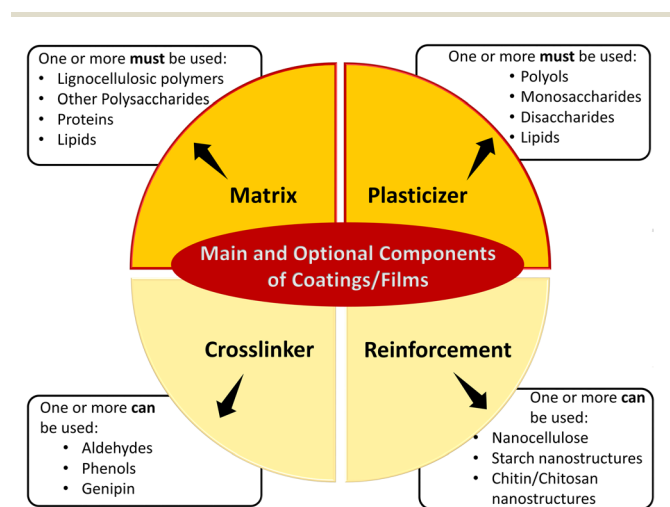 One or more must be used:
• Lignocellulosic polymers
• Other Polysaccharides
• Proteins
• Lipids
One or more must be used:
• Polyols
• Monosaccharides
• Disaccharides
• Lipids
Matrix
Plasticizer
Main and Optional Components
of Coatings/Films
Crosslinker
Reinforcement
One or more can
be used:
• Aldehydes
• Phenols
• Genipin
One or more can
be used:
• Nanocellulose
• Starch nanostructures
• Chitin/Chitosan
nanostructures